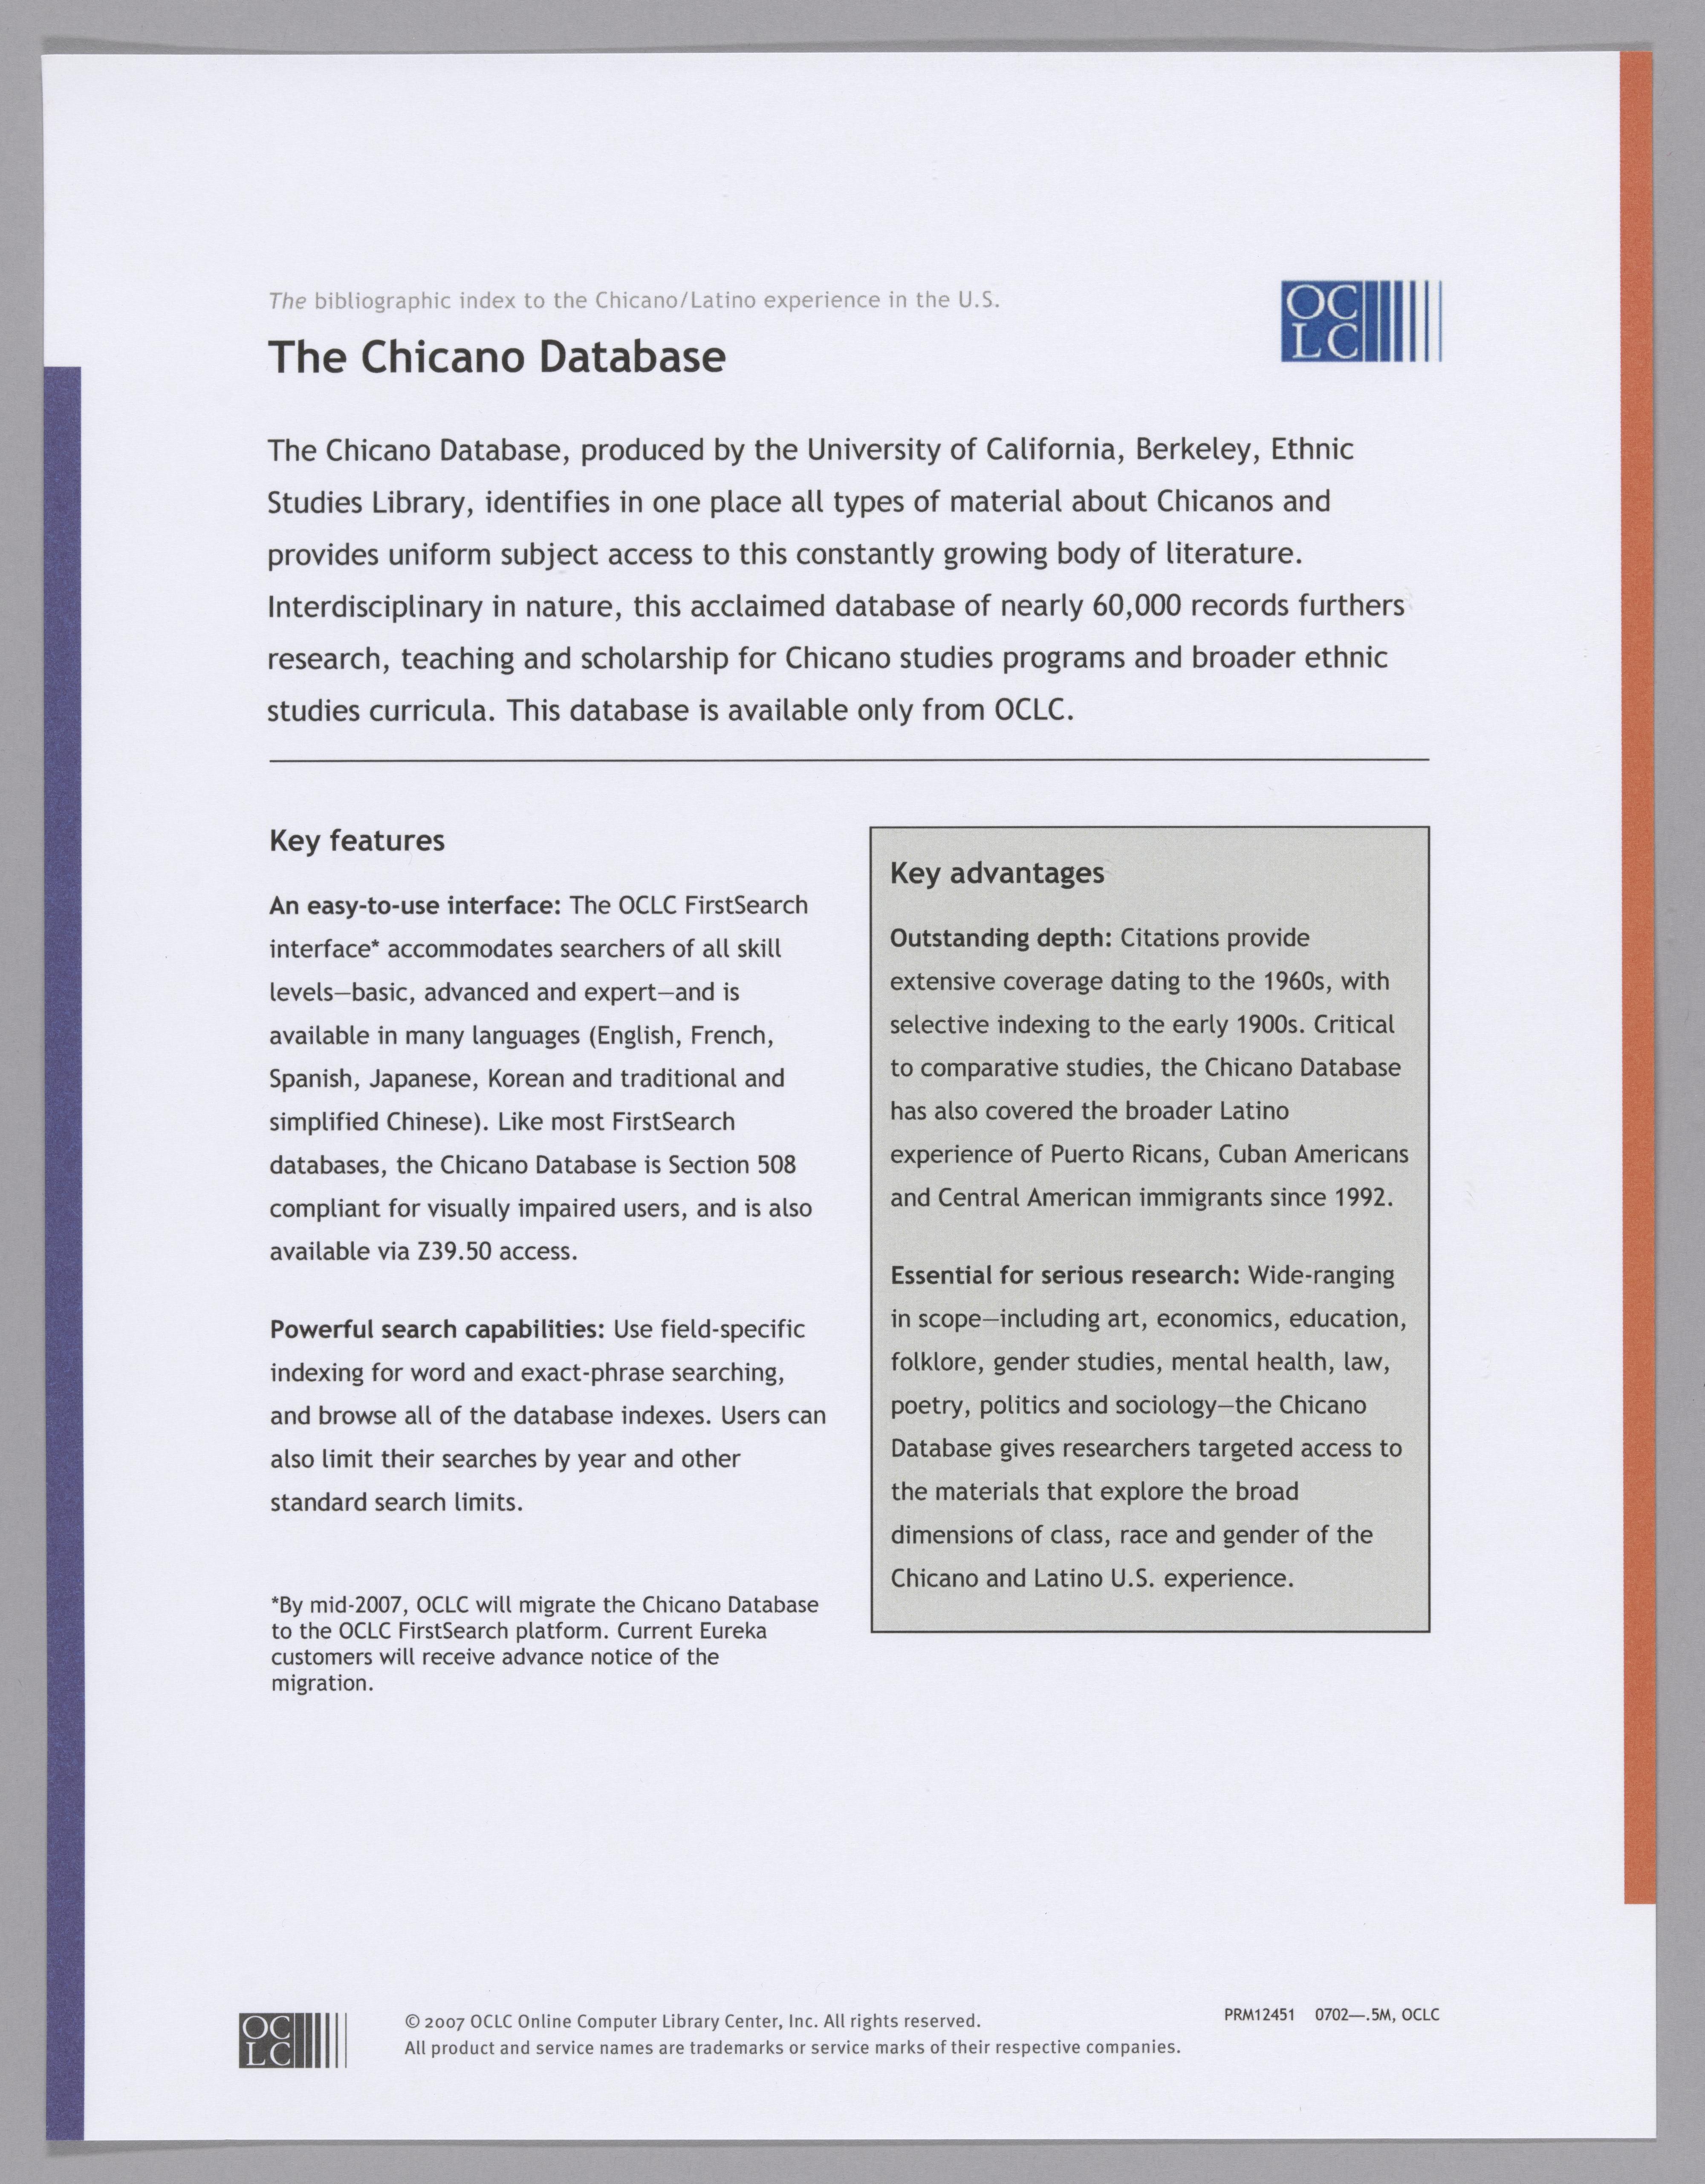 The bibliographic index to the Chicano/Latino experience in the U.S.
The Chicano Database
OC
LC
The Chicano Database, produced by the University of California, Berkeley, Ethnic
Studies Library, identifies in one place all types of material about Chicanos and
provides uniform subject access to this constantly growing body of literature.
Interdisciplinary in nature, this acclaimed database of nearly 60,000 records furthers
research, teaching and scholarship for Chicano studies programs and broader ethnic
studies curricula. This database is available only from OCLC.
Key features
An easy-to-use interface: The OCLC FirstSearch
interface* accommodates searchers of all skill
levels—basic, advanced and expert—and is
available in many languages (English, French,
Spanish, Japanese, Korean and traditional and
simplified Chinese). Like most FirstSearch
databases, the Chicano Database is Section 508
compliant for visually impaired users, and is also
available via Z39.50 access.
Powerful search capabilities: Use field-specific
indexing for word and exact-phrase searching,
and browse all of the database indexes. Users can
also limit their searches by year and other
standard search limits.
*By mid-2007, OCLC will migrate the Chicano Database
to the OCLC FirstSearch platform. Current Eureka
customers will receive advance notice of the
migration.
Key advantages
Outstanding depth: Citations provide
extensive coverage dating to the 1960s, with
selective indexing to the early 1900s. Critical
to comparative studies, the Chicano Database
has also covered the broader Latino
experience of Puerto Ricans, Cuban Americans
and Central American immigrants since 1992.
Essential for serious research: Wide-ranging
in scope—including art, economics, education,
folklore, gender studies, mental health, law,
poetry, politics and sociology—the Chicano
Database gives researchers targeted access to
the materials that explore the broad
dimensions of class, race and gender of the
Chicano and Latino U.S. experience.
OC
LC
© 2007 OCLC Online Computer Library Center, Inc. All rights reserved.
All product and service names are trademarks or service marks of their respective companies.
PRM12451 0702—.5M, OCLC